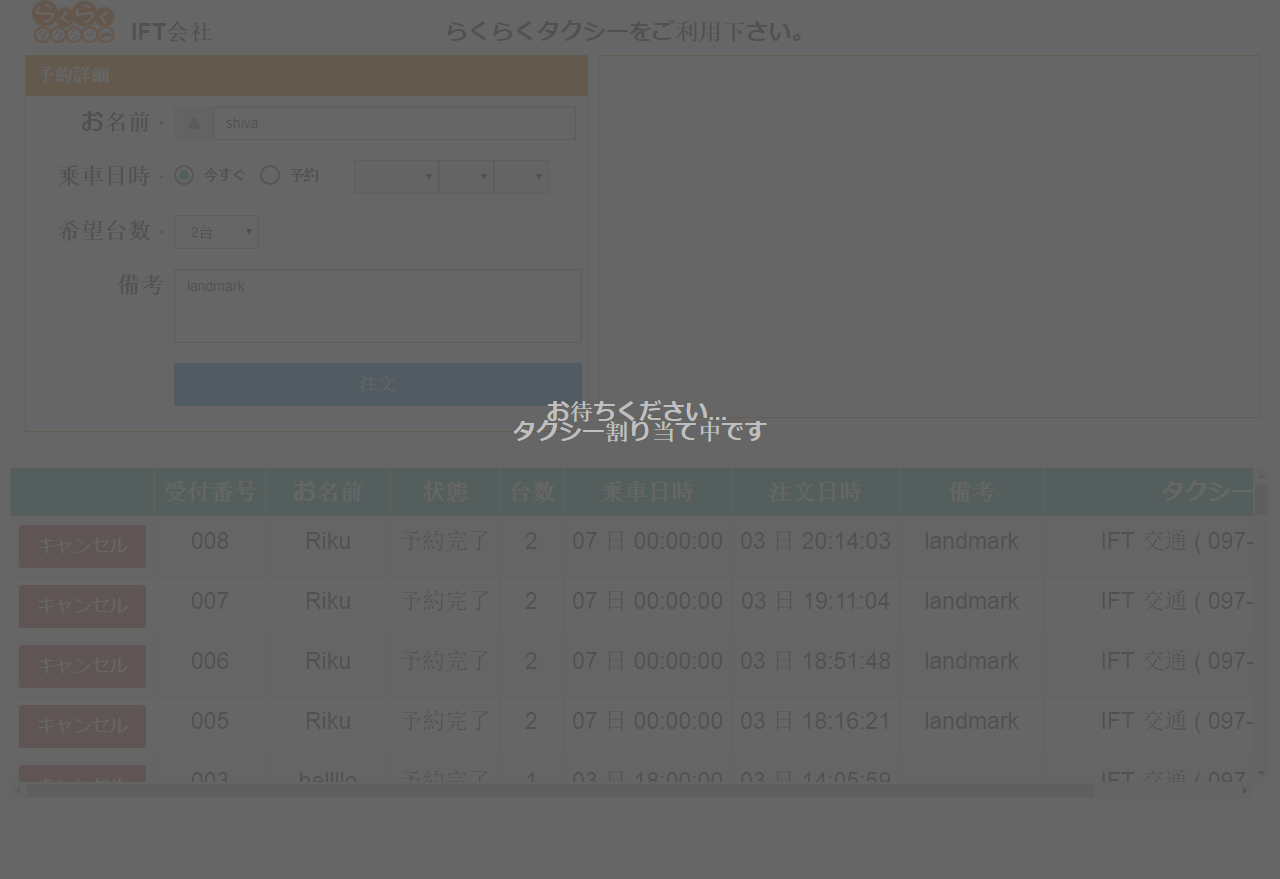 らくらく
タクシー
IFT会社
らくらくタクシーをご利用下さい。
予約詳細
お名前 *
shiva
乗車日時 *
今すぐ
予約
希望台数 *
2台
備考
landmark
注文
お待ちください...
タクシー割り当て中です
受付番号 お名前 状態 台数 乗車日時 注文日時 備考 タクシー
キャンセル 008 Riku 予約完了 2 07 日 00:00:00 03 日 20:14:03 landmark IFT 交通 ( 097-
キャンセル 007 Riku 予約完了 2 07 日 00:00:00 03 日 19:11:04 landmark IFT 交通 ( 097-
キャンセル 006 Riku 予約完了 2 07 日 00:00:00 03 日 18:51:48 landmark IFT 交通 ( 097-
キャンセル 005 Riku 予約完了 2 07 日 00:00:00 03 日 18:16:21 landmark IFT 交通 ( 097-
キャンセル 003 helllllo 予約完了 1 03 日 18:00:00 03 日 14:05:59 IFT 交通 ( 097-